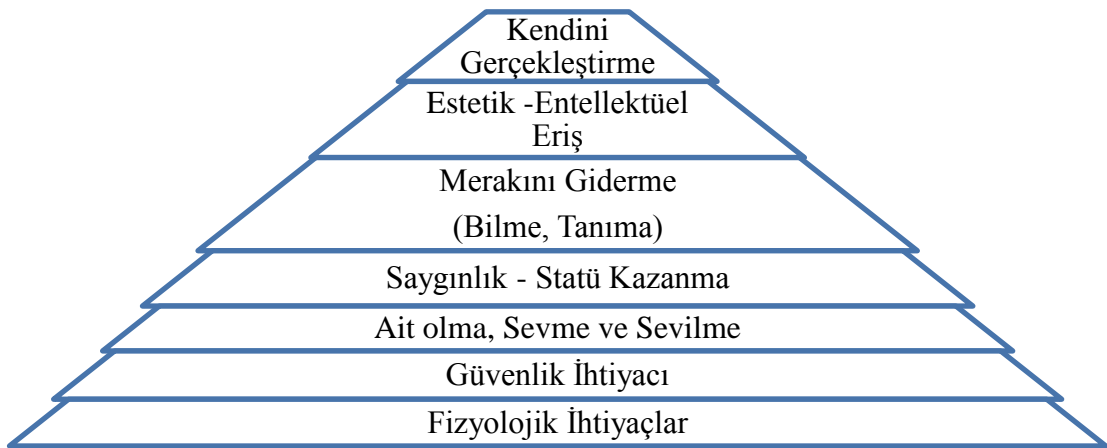 Kendini
Gerçekleştirme
Estetik -Entellektüel
Eriş
Merakını Giderme
(Bilme, Tanıma)
Saygınlık - Statü Kazanma
Ait olma, Sevme ve Sevilme
Güvenlik İhtiyacı
Fizyolojik İhtiyaçlar